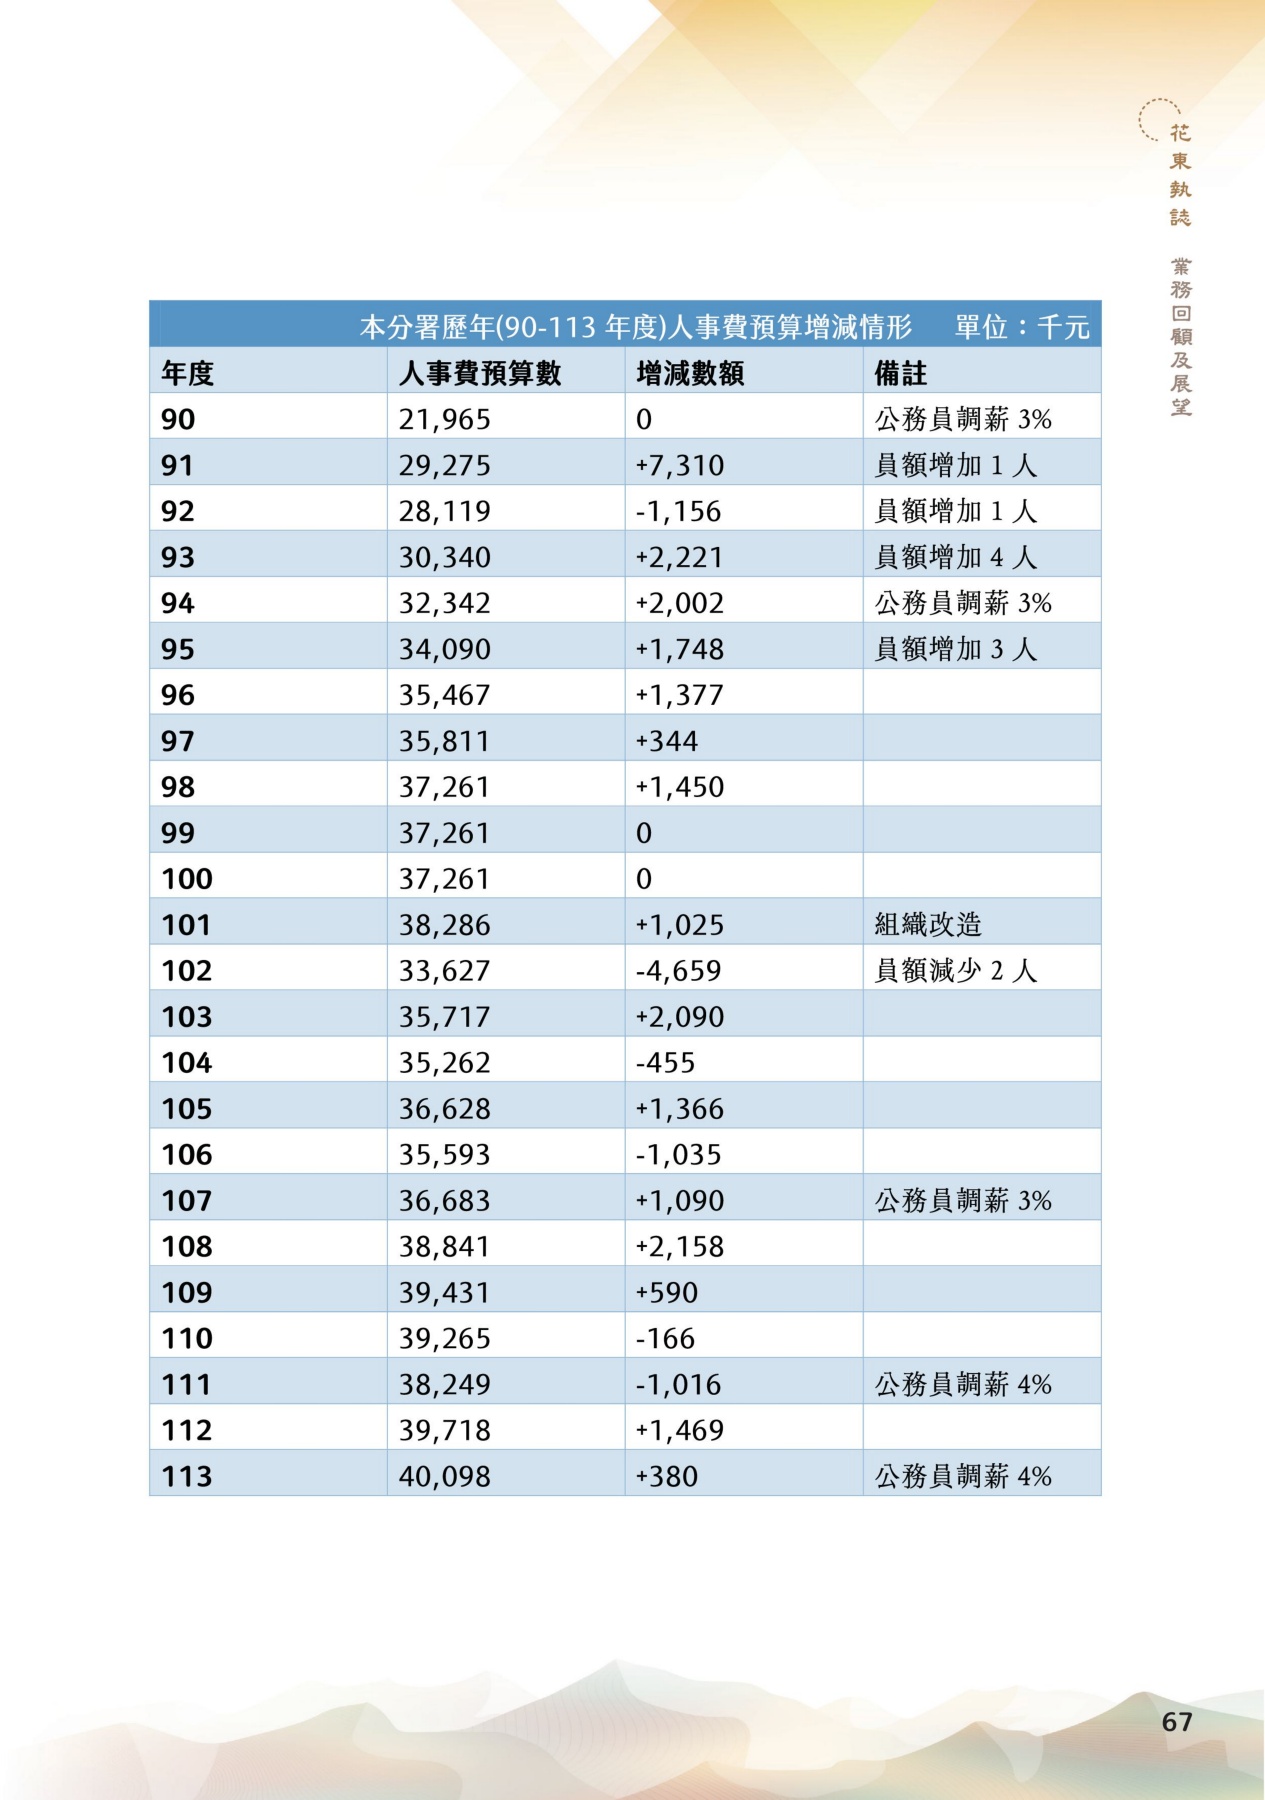 花東執誌 業務回顧及展望
本分署歷年(90-113 年度)人事費預算增減情形 單位：千元
年度 人事費預算數 增減數額 備註
90 21,965 0 公務員調薪 3%
91 29,275 +7,310 員額增加 1 人
92 28,119 -1,156 員額增加 1 人
93 30,340 +2,221 員額增加 4 人
94 32,342 +2,002 公務員調薪 3%
95 34,090 +1,748 員額增加 3 人
96 35,467 +1,377
97 35,811 +344
98 37,261 +1,450
99 37,261 0
100 37,261 0
101 38,286 +1,025 組織改造
102 33,627 -4,659 員額減少 2 人
103 35,717 +2,090
104 35,262 -455
105 36,628 +1,366
106 35,593 -1,035
107 36,683 +1,090 公務員調薪 3%
108 38,841 +2,158
109 39,431 +590
110 39,265 -166
111 38,249 -1,016 公務員調薪 4%
112 39,718 +1,469
113 40,098 +380 公務員調薪 4%
67